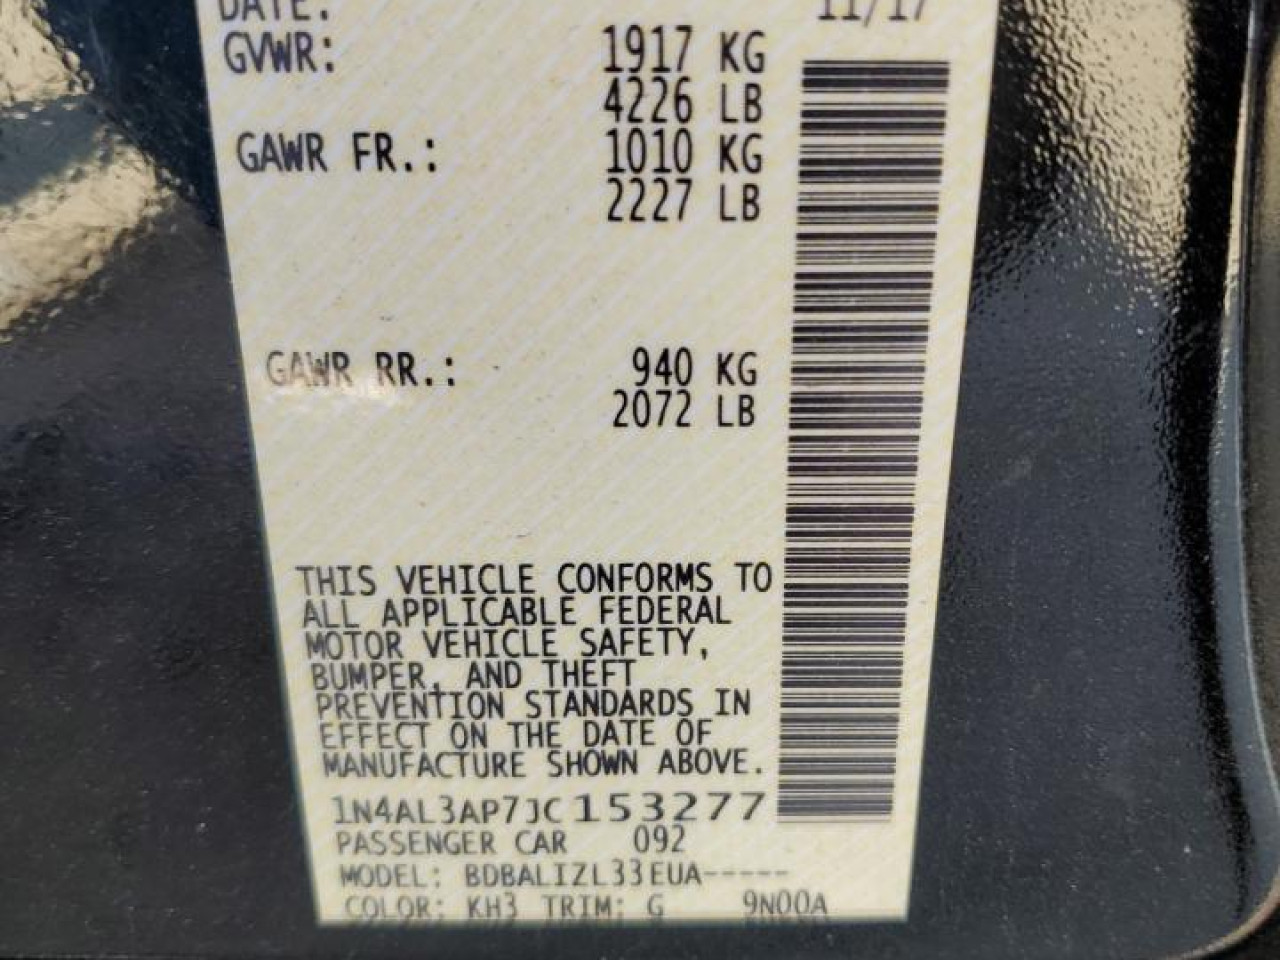 DATE: 11/17
GVWR: 1917 KG
4226 LB
GAWR FR.: 1010 KG
2227 LB
GAWR RR.: 940 KG
2072 LB
THIS VEHICLE CONFORMS TO
ALL APPLICABLE FEDERAL
MOTOR VEHICLE SAFETY,
BUMPER, AND THEFT
PREVENTION STANDARDS IN
EFFECT ON THE DATE OF
MANUFACTURE SHOWN ABOVE.
1N4AL3AP7JC153277
PASSENGER CAR 092
MODEL: BDBALIZL33EUA-----
COLOR: KH3 TRIM: G 9N00A